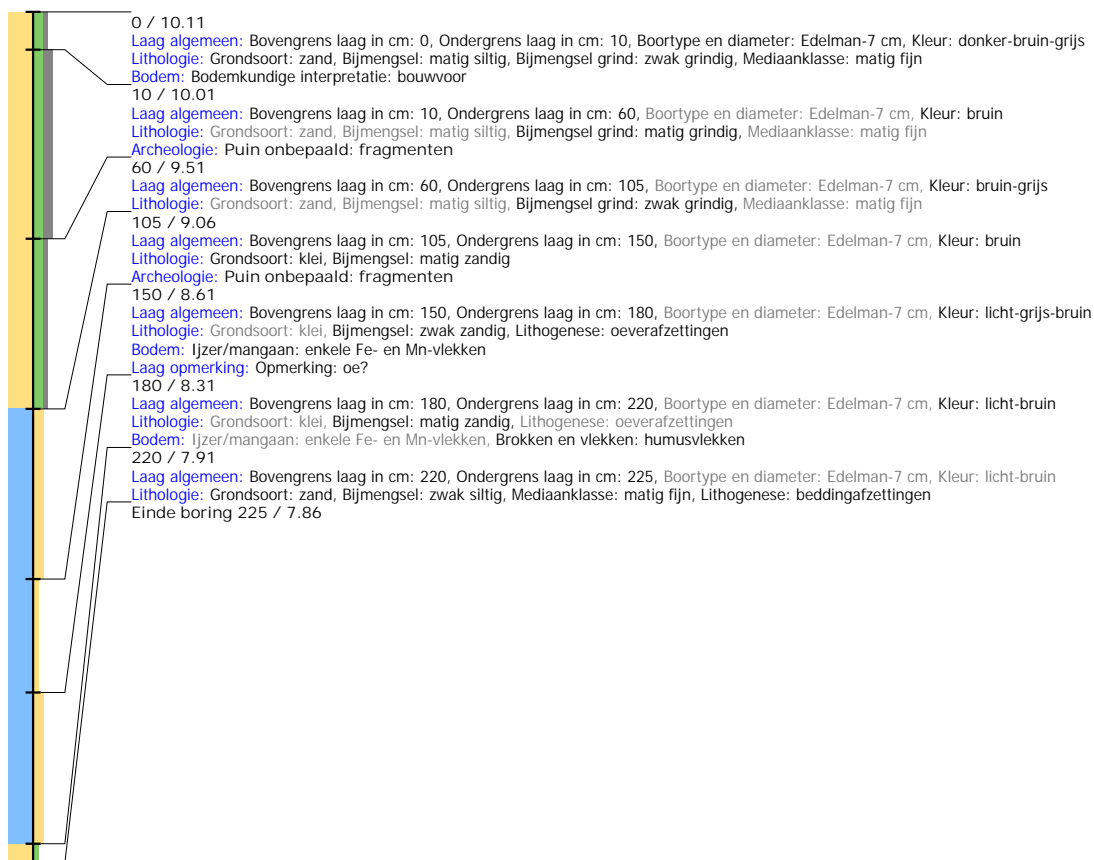 0 / 10.11
Laag algemeen: Bovengrens laag in cm: 0, Ondergrens laag in cm: 10, Boortype en diameter: Edelman-7 cm, Kleur: donker-bruin-grijs
Lithologie: Grondsoort: zand, Bijmengsel: matig siltig, Bijmengsel grind: zwak grindig, Mediaanklasse: matig fijn
Bodem: Bodemkundige interpretatie: bouwvoor
10 / 10.01
Laag algemeen: Bovengrens laag in cm: 10, Ondergrens laag in cm: 60, Boortype en diameter: Edelman-7 cm, Kleur: bruin
Lithologie: Grondsoort: zand, Bijmengsel: matig siltig, Bijmengsel grind: matig grindig, Mediaanklasse: matig fijn
Archeologie: Puin onbepaald: fragmenten
60 / 9.51
Laag algemeen: Bovengrens laag in cm: 60, Ondergrens laag in cm: 105, Boortype en diameter: Edelman-7 cm, Kleur: bruin-grijs
Lithologie: Grondsoort: zand, Bijmengsel: matig siltig, Bijmengsel grind: zwak grindig, Mediaanklasse: matig fijn
105 / 9.06
Laag algemeen: Bovengrens laag in cm: 105, Ondergrens laag in cm: 150, Boortype en diameter: Edelman-7 cm, Kleur: bruin
Lithologie: Grondsoort: klei, Bijmengsel: matig zandig
Archeologie: Puin onbepaald: fragmenten
150 / 8.61
Laag algemeen: Bovengrens laag in cm: 150, Ondergrens laag in cm: 180, Boortype en diameter: Edelman-7 cm, Kleur: licht-grijs-bruin
Lithologie: Grondsoort: klei, Bijmengsel: zwak zandig, Lithogenese: oeverafzettingen
Bodem: Ijzer/mangaan: enkele Fe- en Mn-vlekken
Laag opmerking: Opmerking: oe?
180 / 8.31
Laag algemeen: Bovengrens laag in cm: 180, Ondergrens laag in cm: 220, Boortype en diameter: Edelman-7 cm, Kleur: licht-bruin
Lithologie: Grondsoort: klei, Bijmengsel: matig zandig, Lithogenese: oeverafzettingen
Bodem: Ijzer/mangaan: enkele Fe- en Mn-vlekken, Brokken en vlekken: humusvlekken
220 / 7.91
Laag algemeen: Bovengrens laag in cm: 220, Ondergrens laag in cm: 225, Boortype en diameter: Edelman-7 cm, Kleur: licht-bruin
Lithologie: Grondsoort: zand, Bijmengsel: zwak siltig, Mediaanklasse: matig fijn, Lithogenese: beddingafzettingen
Einde boring 225 / 7.86